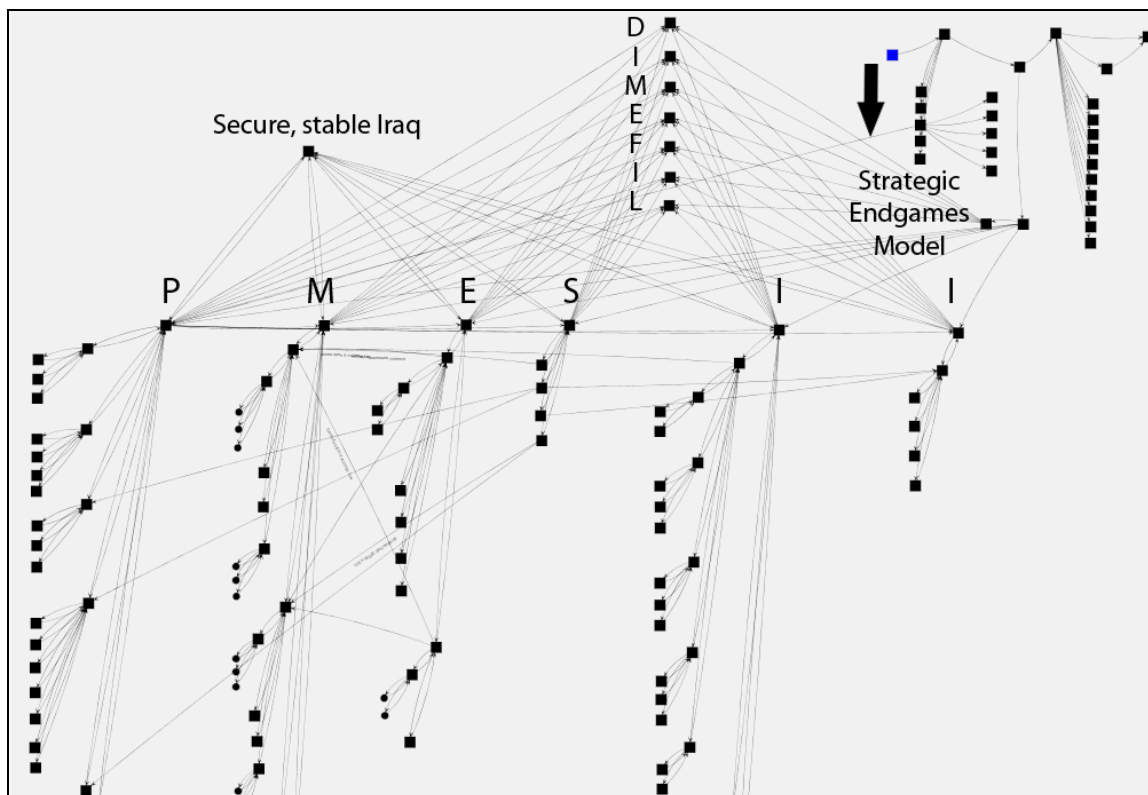 D
I
M
E
F
I
L
Secure, stable Iraq
Strategic
Endgames
Model
P
M
E
S
I
I